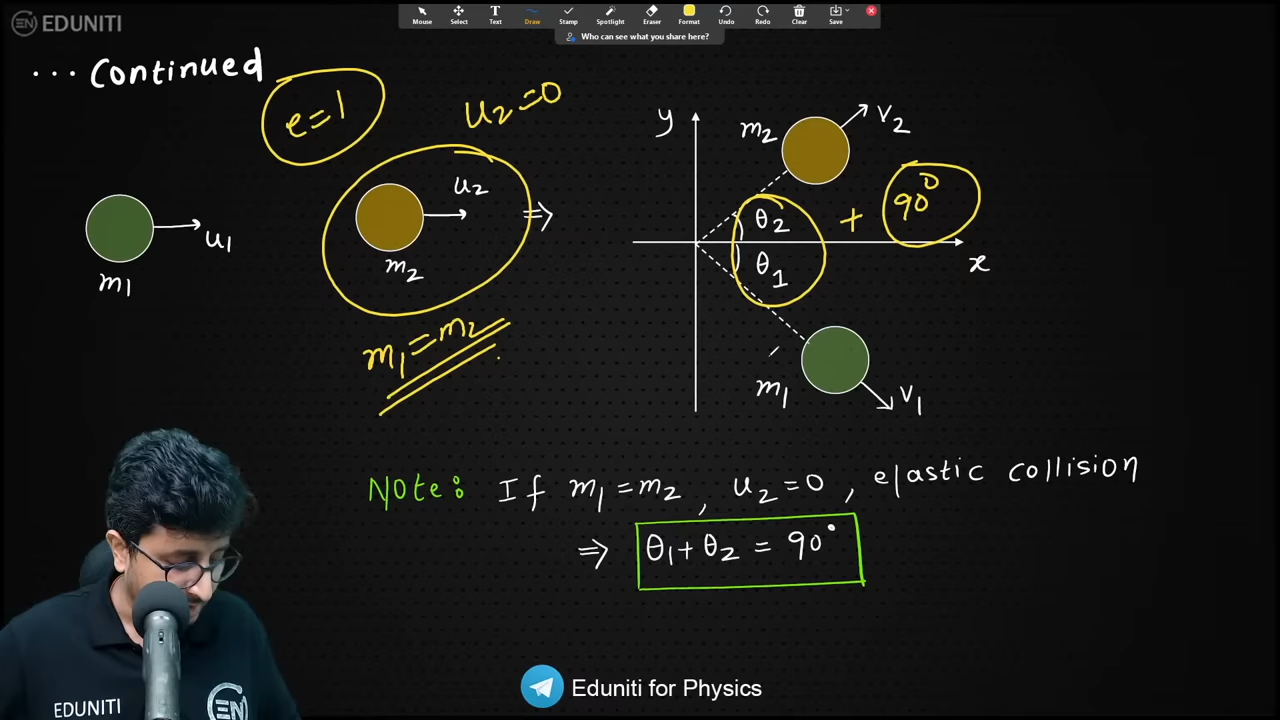 EDUNITI
Mouse Select Text Draw Stamp Spotlight Eraser Format Undo Redo Clear Save
Who can see what you share here?
... Continued
e=1
u2=0
u1
m1
u2
m2
m1=m2
y
m2
v2
θ2
+ 90°
θ1
x
m1
v1
Note: If m1=m2, u2=0, elastic collision
⇒ θ1+θ2 = 90°
Eduniti for Physics
EDUNITI
EN